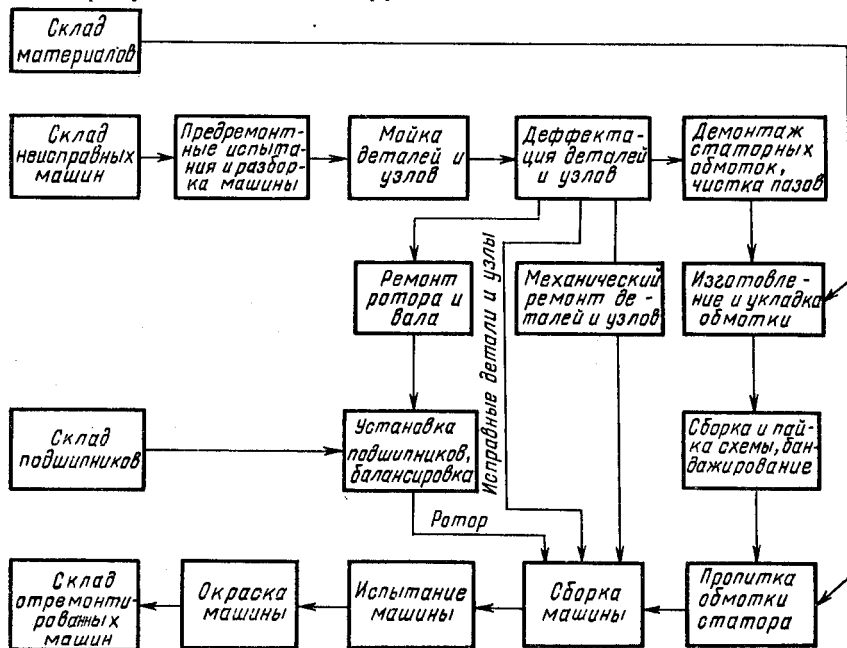 Склад
материалов
Склад
неисправных
машин
Предремонт-
ные испыта-
ния и разбор-
ка машины
Мойка
деталей и
узлов
Деффекта-
ция деталей
и узлов
Демонтаж
статорных
обмоток,
чистка пазов
Ремонт
ротора и
вала
Исправные детали и узлы
Механический
ремонт де-
талей и узлов
Изготовле-
ние и укладка
обмотки
Склад
подшипников
Установка
подшипников,
балансировка
Сборка и пай-
ка схемы, бан-
дажирование
Ротор
Склад
отремонти-
рованных
машин
Окраска
машины
Испытание
машины
Сборка
машины
Пропитка
обмотки
статора